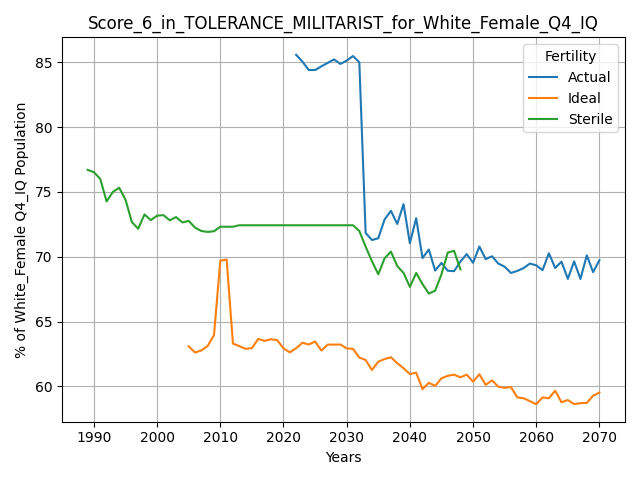 Score_6_in_TOLERANCE_MILITARIST_for_White_Female_Q4_IQ
% of White_Female Q4_IQ Population
85
80
75
70
65
60
Fertility
Actual
Ideal
Sterile
1990 2000 2010 2020 2030 2040 2050 2060 2070
Years